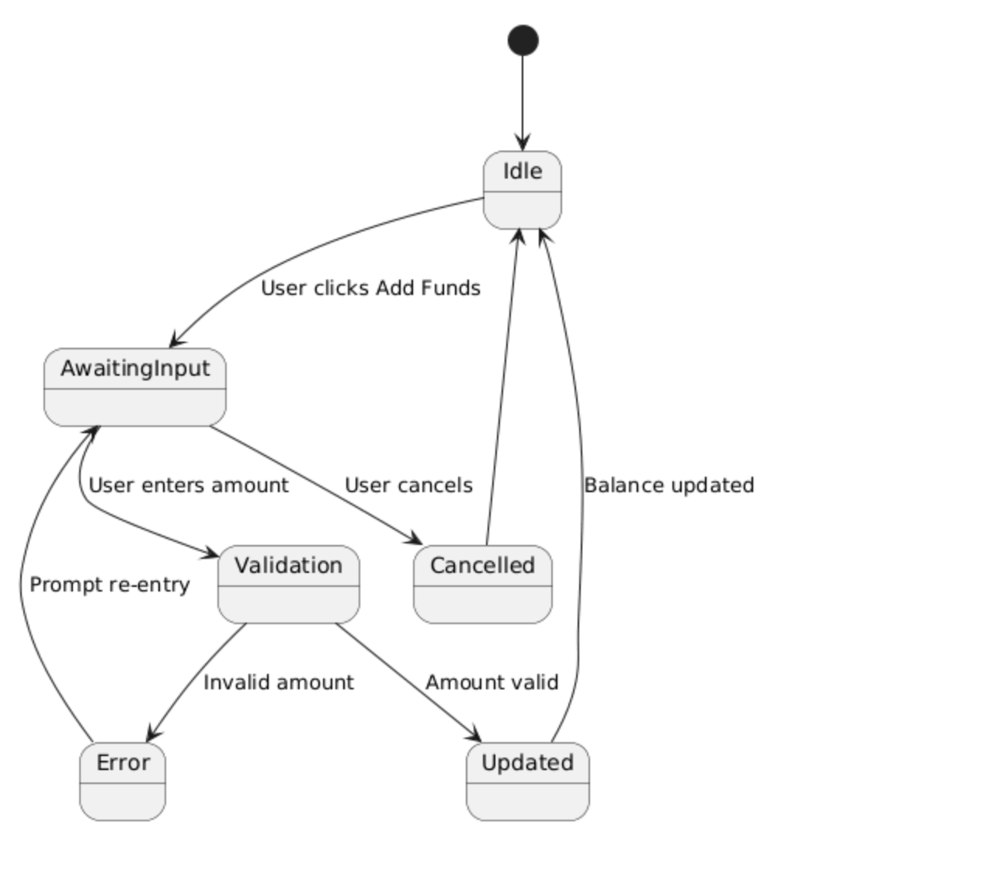 Idle
User clicks Add Funds
AwaitingInput
User enters amount
User cancels
Balance updated
Validation
Cancelled
Prompt re-entry
Invalid amount
Amount valid
Error
Updated